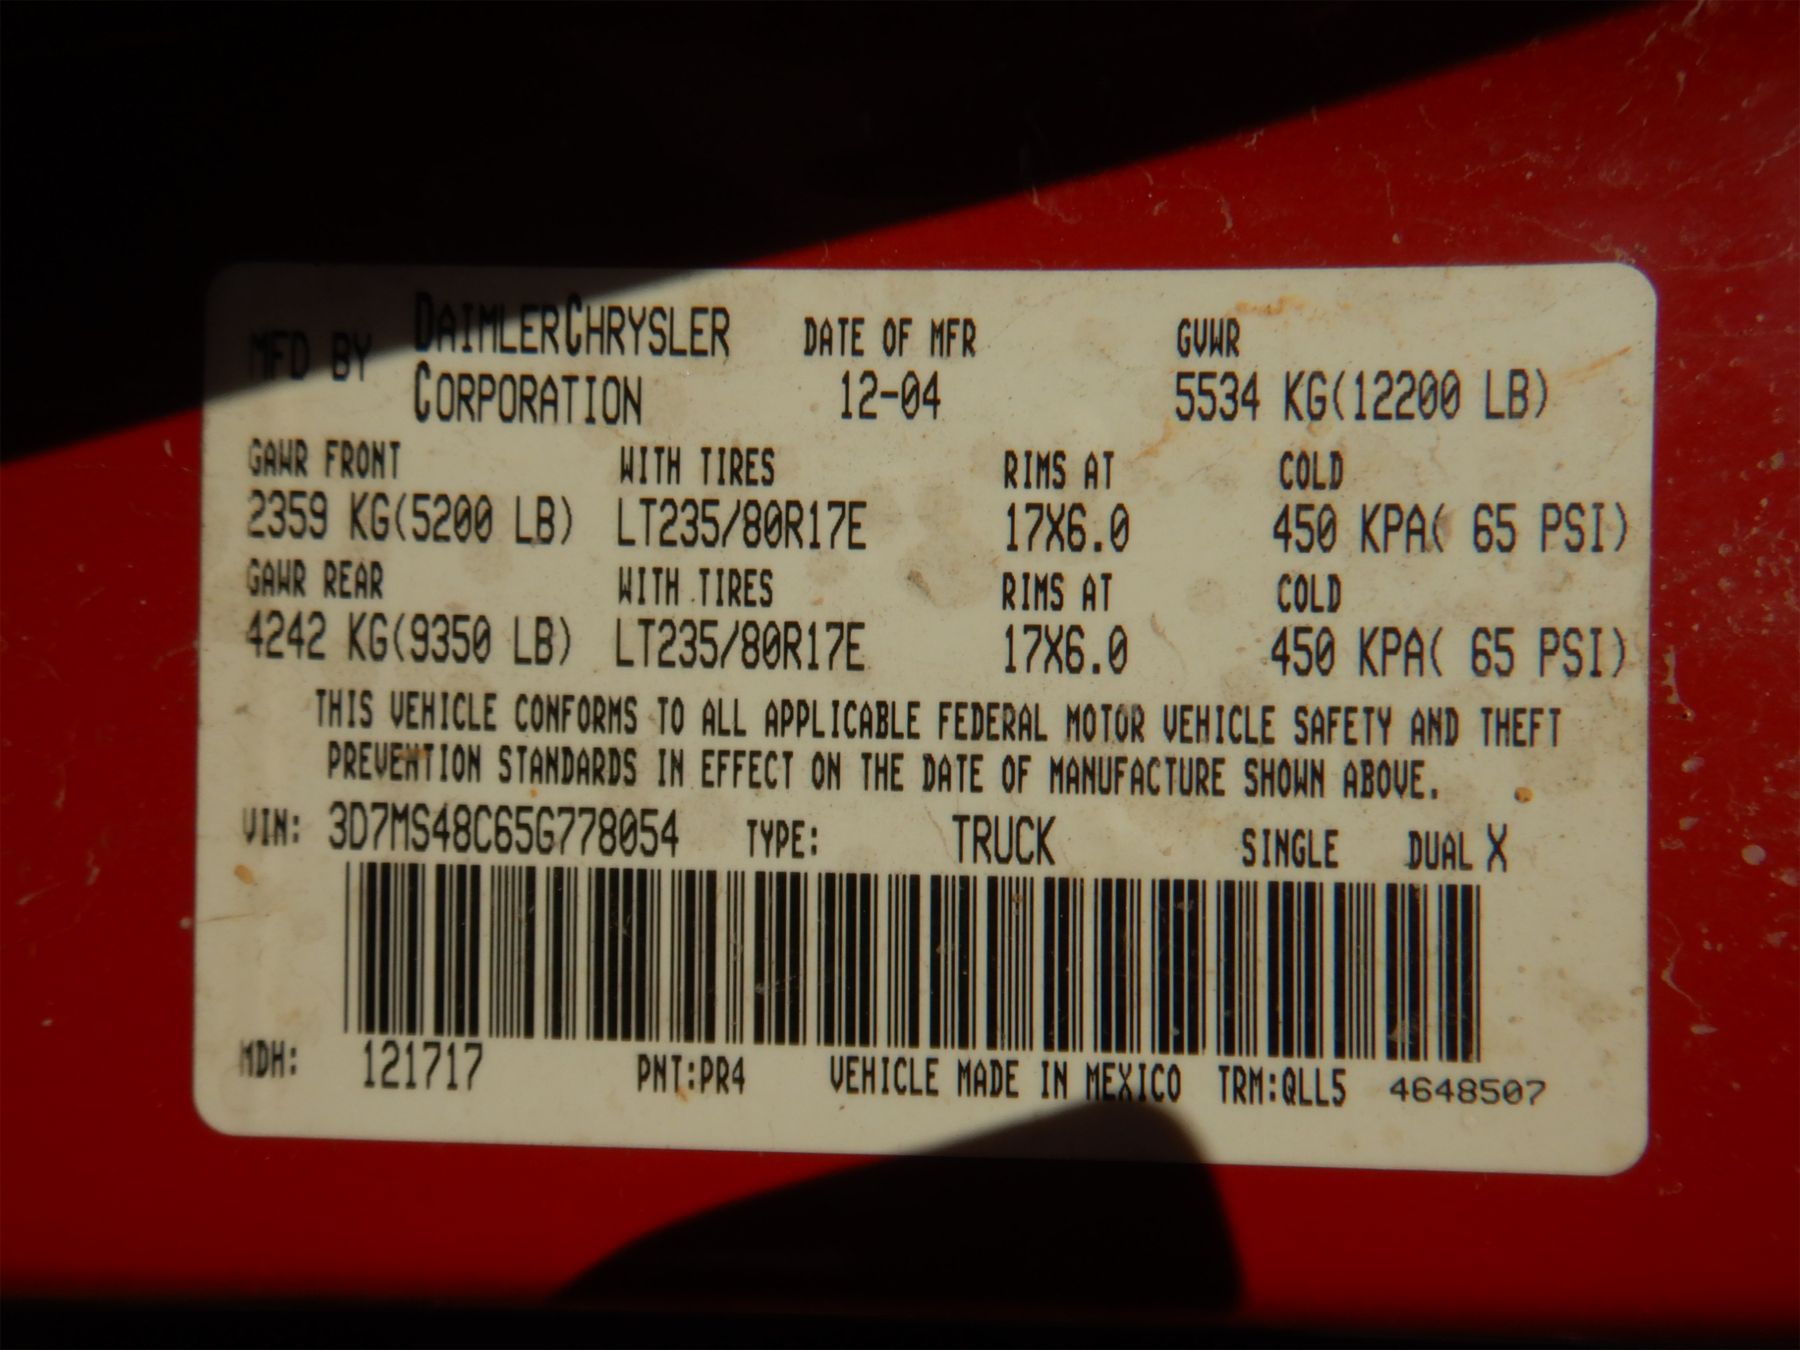 MFD BY DAIMLERCHRYSLER CORPORATION DATE OF MFR 12-04 GVWR 5534 KG(12200 LB)
GAWR FRONT WITH TIRES RIMS AT COLD
2359 KG(5200 LB) LT235/80R17E 17X6.0 450 KPA( 65 PSI)
GAWR REAR WITH TIRES RIMS AT COLD
4242 KG(9350 LB) LT235/80R17E 17X6.0 450 KPA( 65 PSI)
THIS VEHICLE CONFORMS TO ALL APPLICABLE FEDERAL MOTOR VEHICLE SAFETY AND THEFT
PREVENTION STANDARDS IN EFFECT ON THE DATE OF MANUFACTURE SHOWN ABOVE.
VIN: 3D7MS48C65G778054 TYPE: TRUCK SINGLE DUAL X
MDH: 121717 PNT:PR4 VEHICLE MADE IN MEXICO TRM:QLL5 4648507